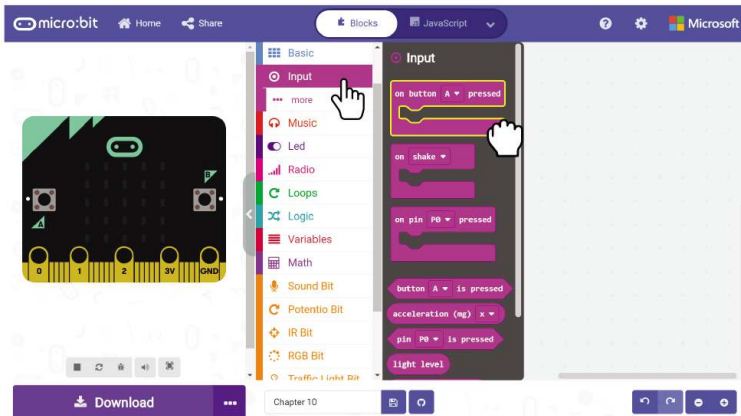 micro:bit Home Share Blocks JavaScript Microsoft
Basic
Input
more
Music
Led
Radio
Loops
Logic
Variables
Math
Sound Bit
Potentio Bit
IR Bit
RGB Bit
Traffic Light Bit
Input
on button A pressed
on shake
on pin P0 pressed
button A is pressed
acceleration (mg) x
pin P0 is pressed
light level
A
B
0 1 2 3V GND
Download
Chapter 10